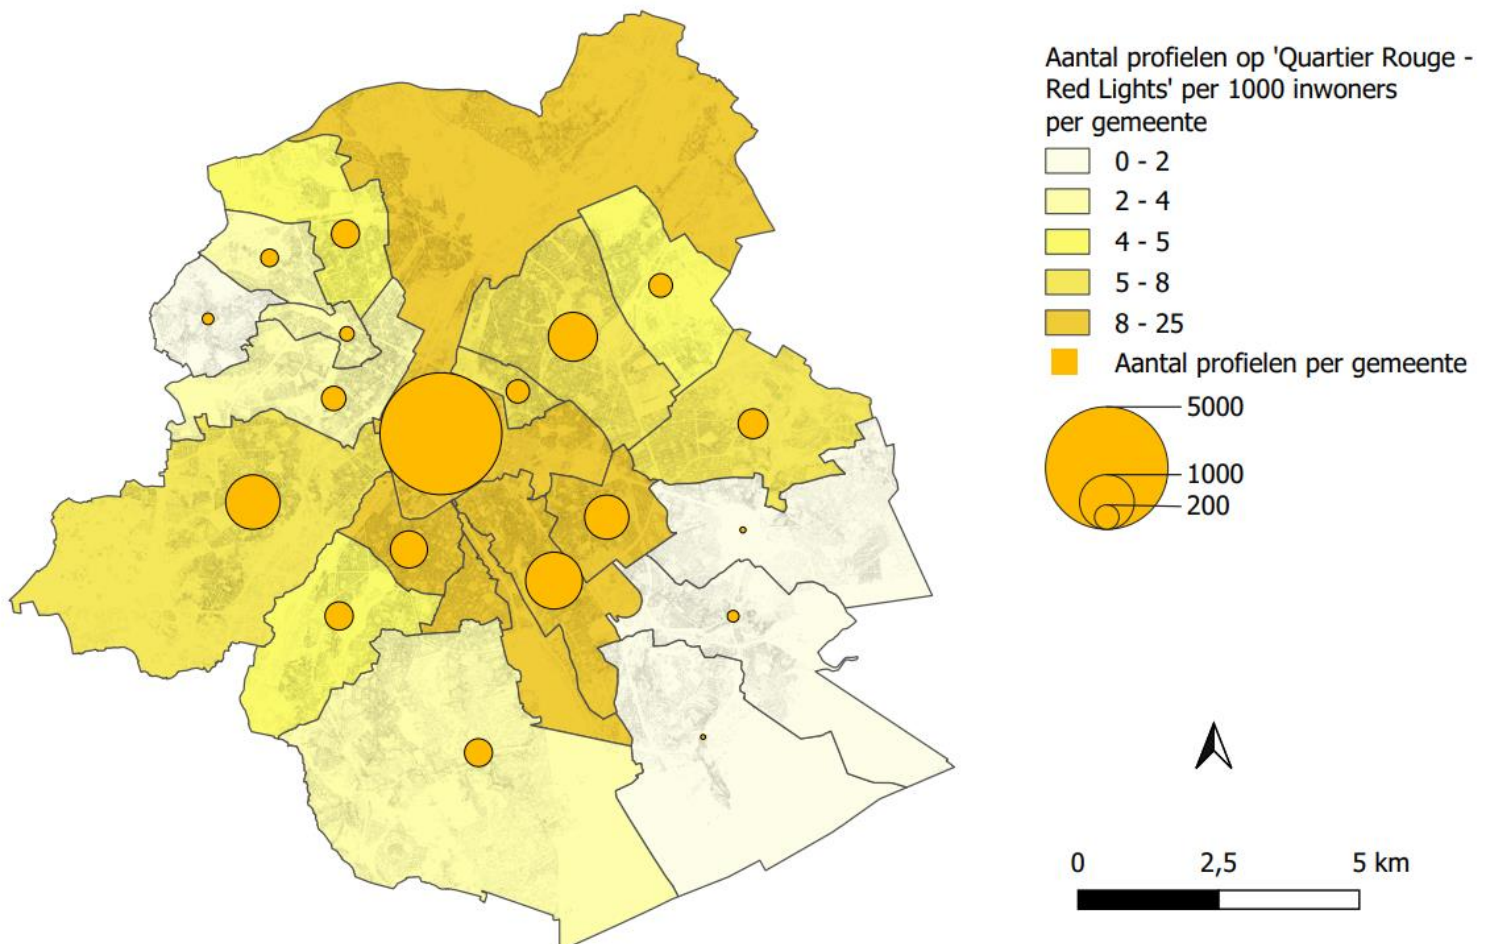 Aantal profielen op 'Quartier Rouge -
Red Lights' per 1000 inwoners
per gemeente
0 - 2
2 - 4
4 - 5
5 - 8
8 - 25
Aantal profielen per gemeente
5000
1000
200
0 2,5 5 km